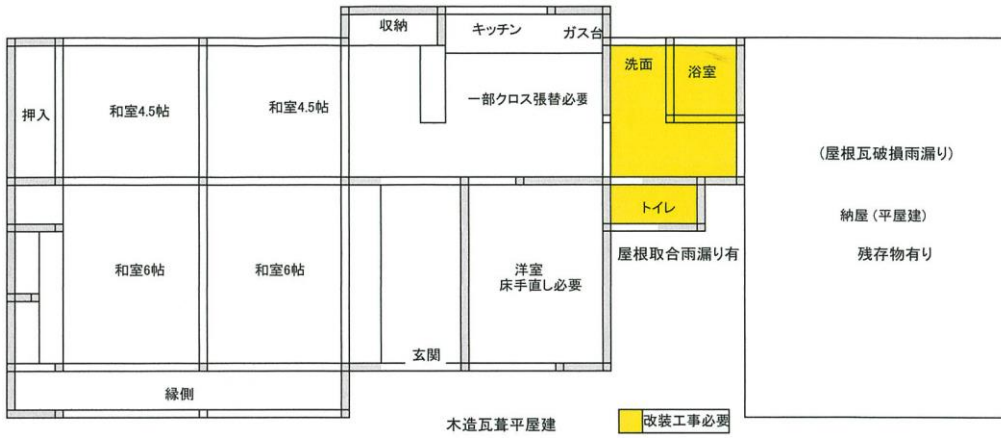 収納
キッチン
ガス台
洗面
浴室
押入
和室4.5帖
和室4.5帖
一部クロス張替必要
(屋根瓦破損雨漏り)
納屋(平屋建)
残存物有り
トイレ
屋根取合雨漏り有
和室6帖
和室6帖
洋室
床手直し必要
玄関
縁側
木造瓦葺平屋建
改装工事必要